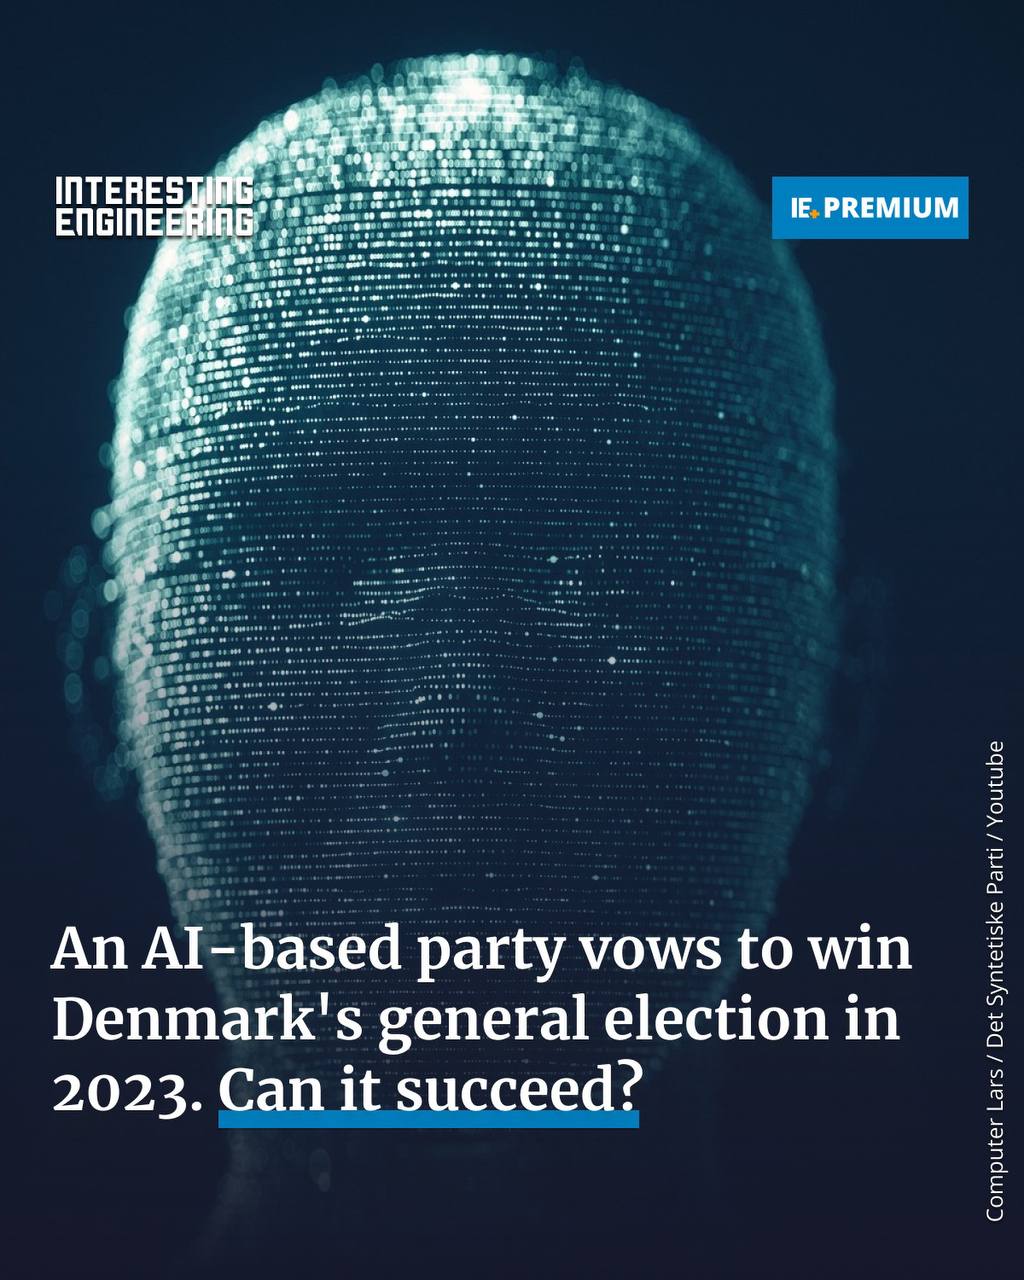 INTERESTING
ENGINEERING
IE+ PREMIUM
An AI-based party vows to win
Denmark's general election in
2023. Can it succeed?
Computer Lars / Det Syntetiske Parti / Youtube